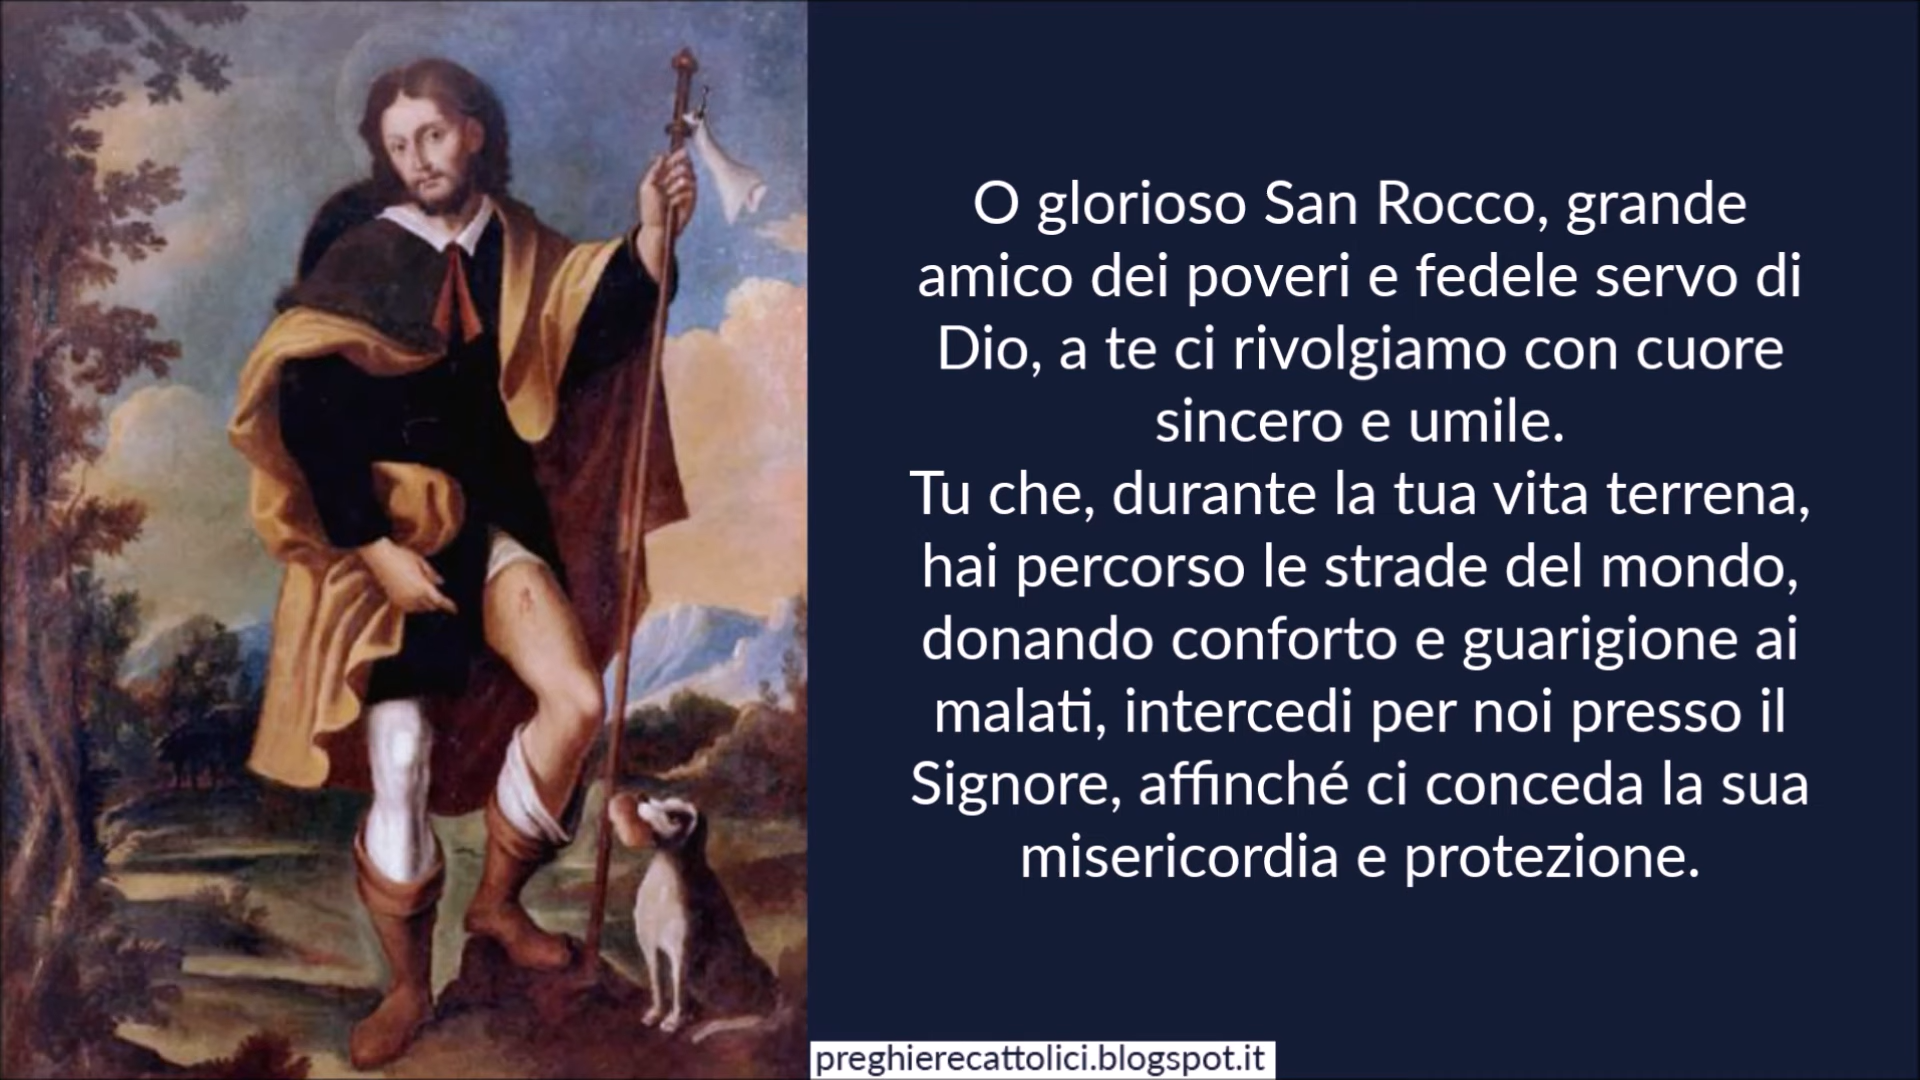 O glorioso San Rocco, grande
amico dei poveri e fedele servo di
Dio, a te ci rivolgiamo con cuore
sincero e umile.
Tu che, durante la tua vita terrena,
hai percorso le strade del mondo,
donando conforto e guarigione ai
malati, intercedi per noi presso il
Signore, affinché ci conceda la sua
misericordia e protezione.
preghierecattolici.blogspot.it